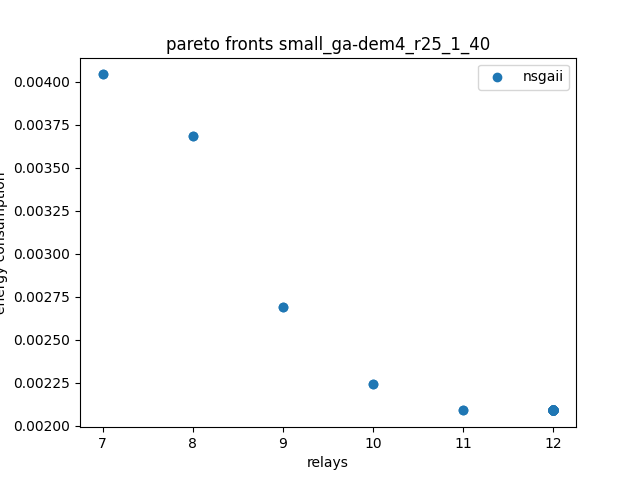 pareto fronts small_ga-dem4_r25_1_40
nsgaii
0.00400
0.00375
0.00350
0.00325
0.00300
0.00275
0.00250
0.00225
0.00200
energy consumption
7 8 9 10 11 12
relays